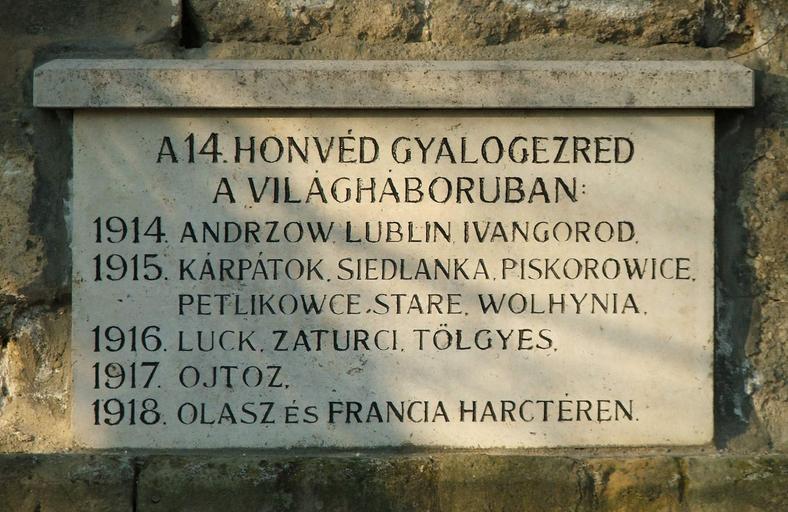 A 14. HONVÉD GYALOGEZRED
A VILÁGHÁBORUBAN:
1914. ANDRZOW. LUBLIN. IVANGOROD.
1915. KÁRPÁTOK. SIEDLANKA. PISKOROWICE.
PETLIKOWCE. STARE. WOLHYNIA.
1916. LUCK. ZATURCI. TÖLGYES.
1917. OJTOZ.
1918. OLASZ ÉS FRANCIA HARCTÉREN.